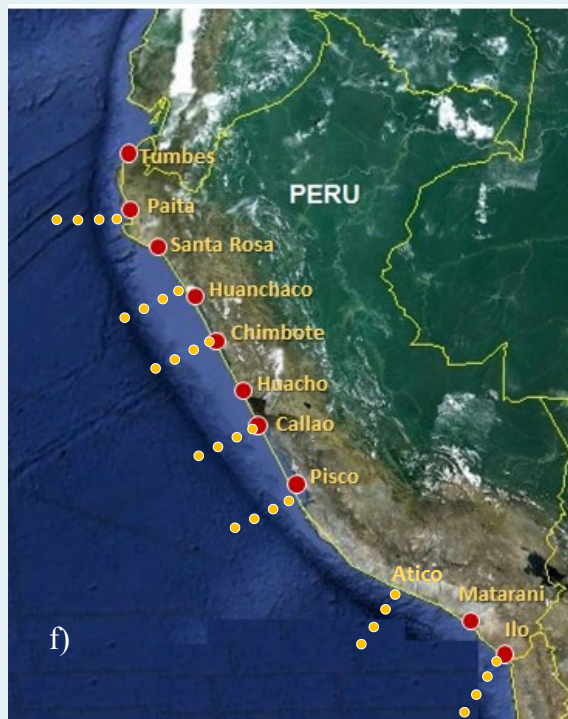 Tumbes
PERU
Paita
Santa Rosa
Huanchaco
Chimbote
Huacho
Callao
Pisco
Atico
Matarani
Ilo
f)